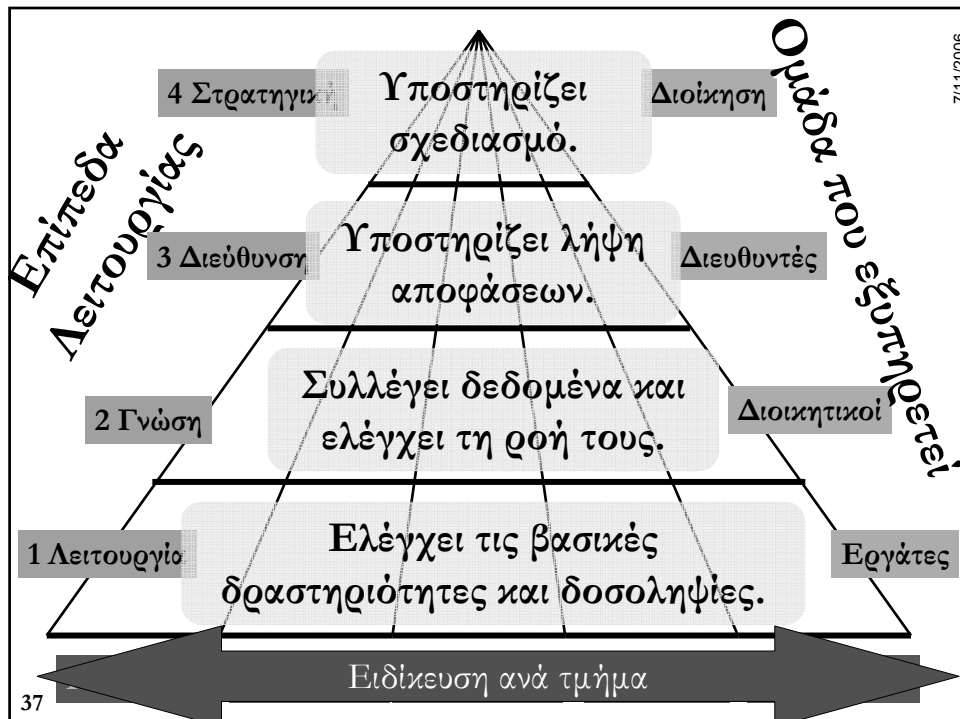 7/11/2006
Επίπεδα
Λειτουργίας
Ομάδα που εξυπηρετεί
4 Στρατηγική
Υποστηρίζει
σχεδιασμό.
Διοίκηση
3 Διεύθυνση
Υποστηρίζει λήψη
αποφάσεων.
Διευθυντές
2 Γνώση
Συλλέγει δεδομένα και
ελέγχει τη ροή τους.
Διοικητικοί
1 Λειτουργία
Ελέγχει τις βασικές
δραστηριότητες και δοσοληψίες.
Εργάτες
Ειδίκευση ανά τμήμα
37